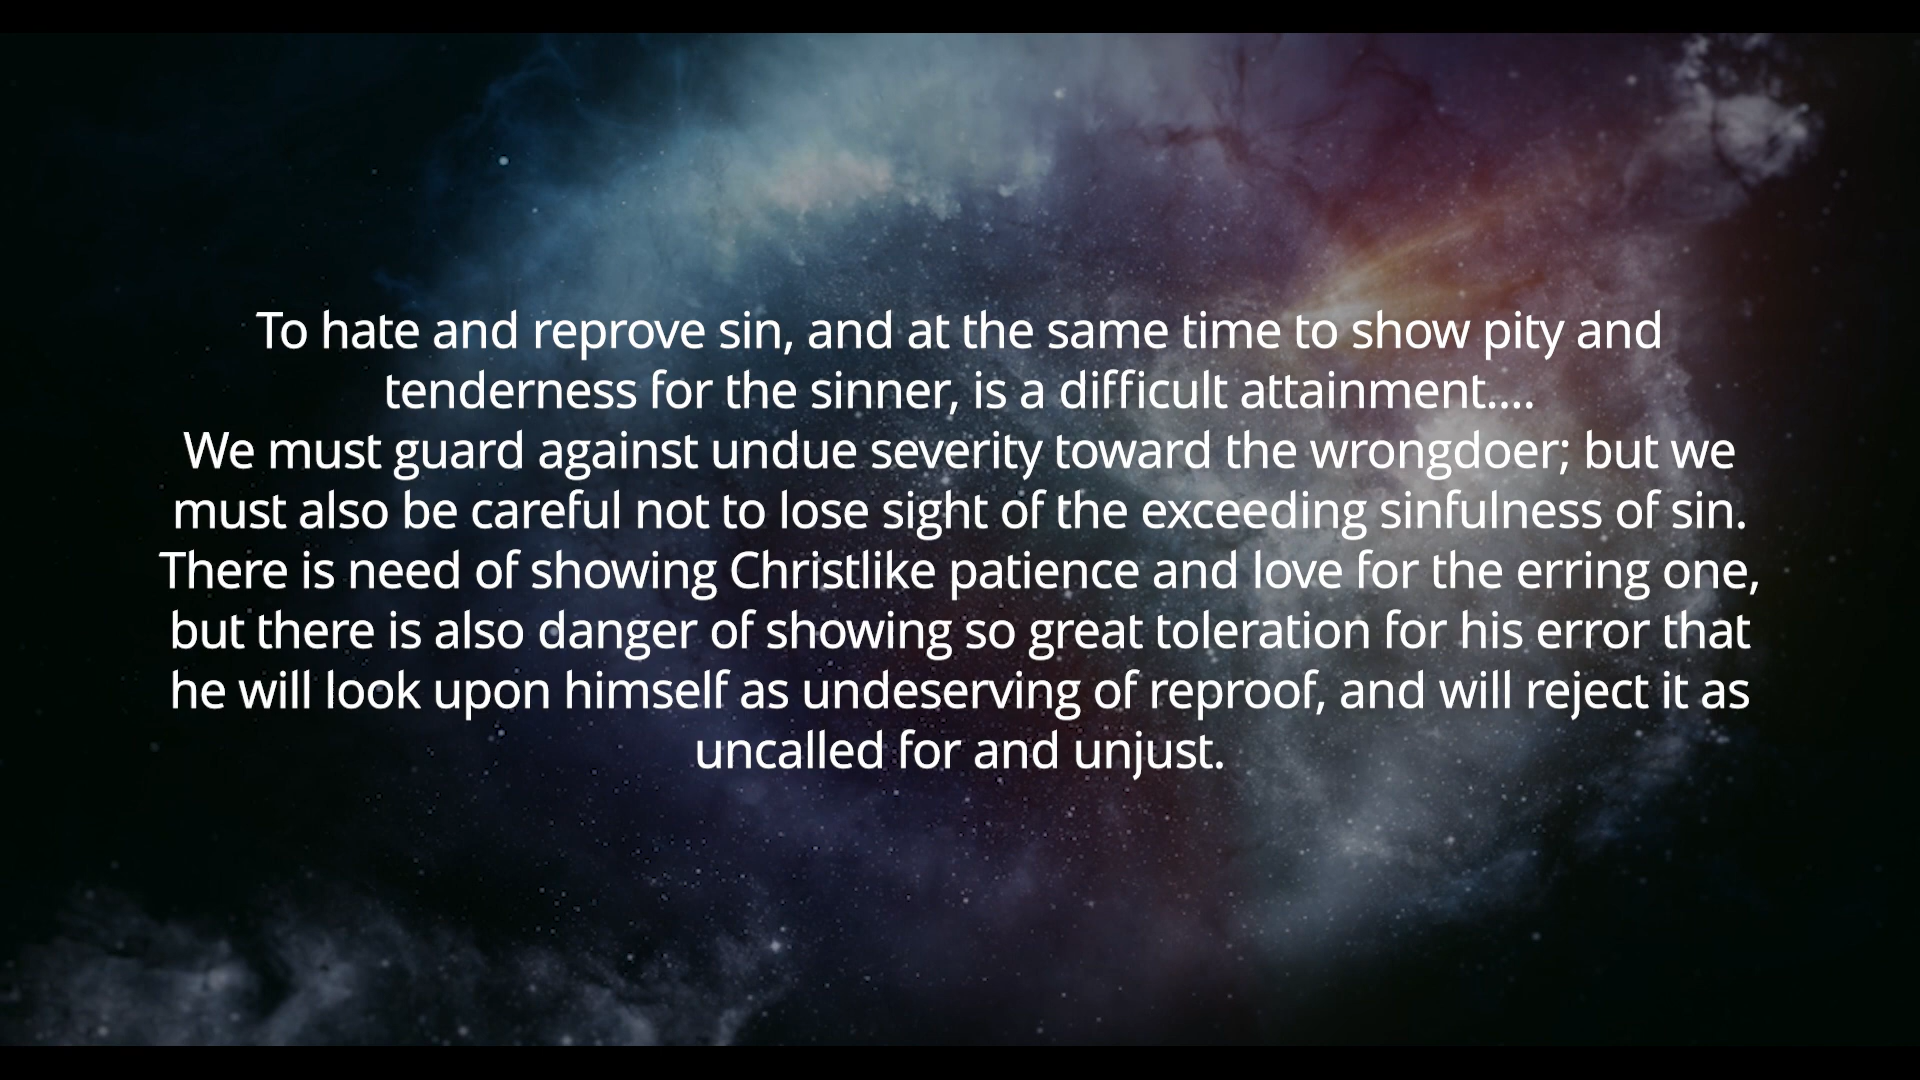 To hate and reprove sin, and at the same time to show pity and
tenderness for the sinner, is a difficult attainment....
We must guard against undue severity toward the wrongdoer; but we
must also be careful not to lose sight of the exceeding sinfulness of sin.
There is need of showing Christlike patience and love for the erring one,
but there is also danger of showing so great toleration for his error that
he will look upon himself as undeserving of reproof, and will reject it as
uncalled for and unjust.